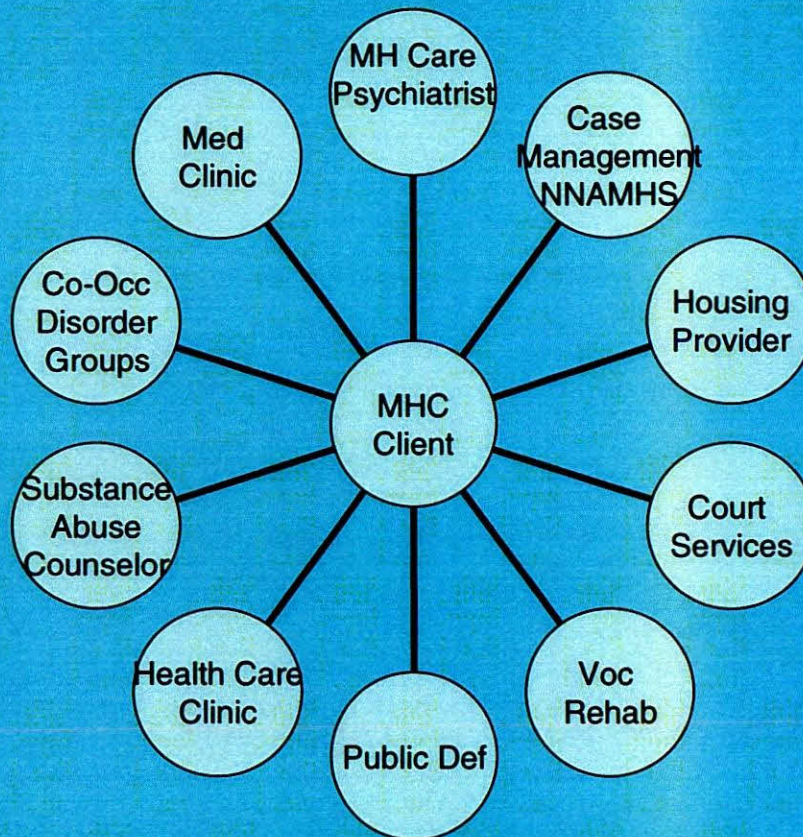 MH Care
Psychiatrist
Case
Management
NNAMHS
Housing
Provider
Court
Services
Voc
Rehab
Public Def
Health Care
Clinic
Substance
Abuse
Counselor
Co-Occ
Disorder
Groups
Med
Clinic
MHC
Client